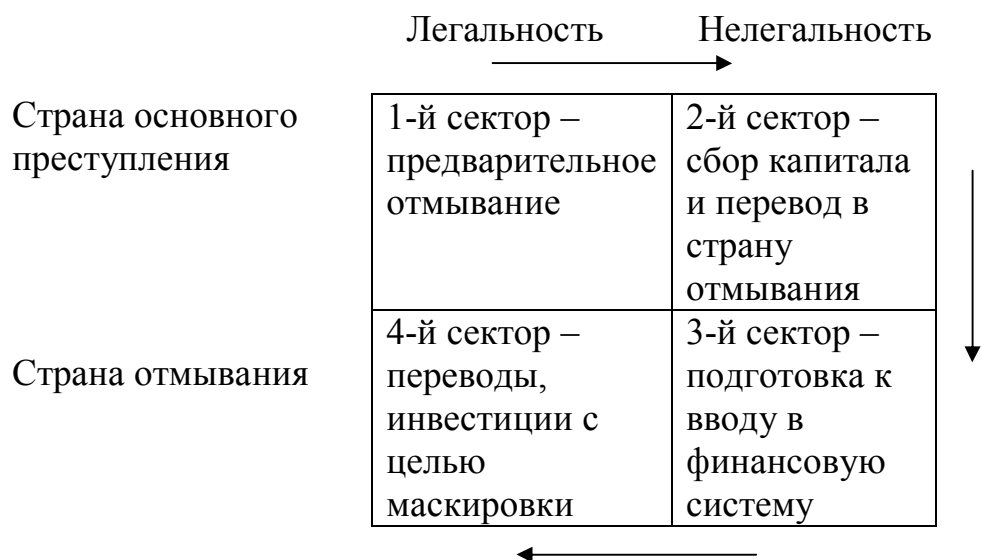 Легальность Нелегальность
Страна основного
преступления
1-й сектор –
предварительное
отмывание
2-й сектор –
сбор капитала
и перевод в
страну
отмывания
Страна отмывания
4-й сектор –
переводы,
инвестиции с
целью
маскировки
3-й сектор –
подготовка к
вводу в
финансовую
систему